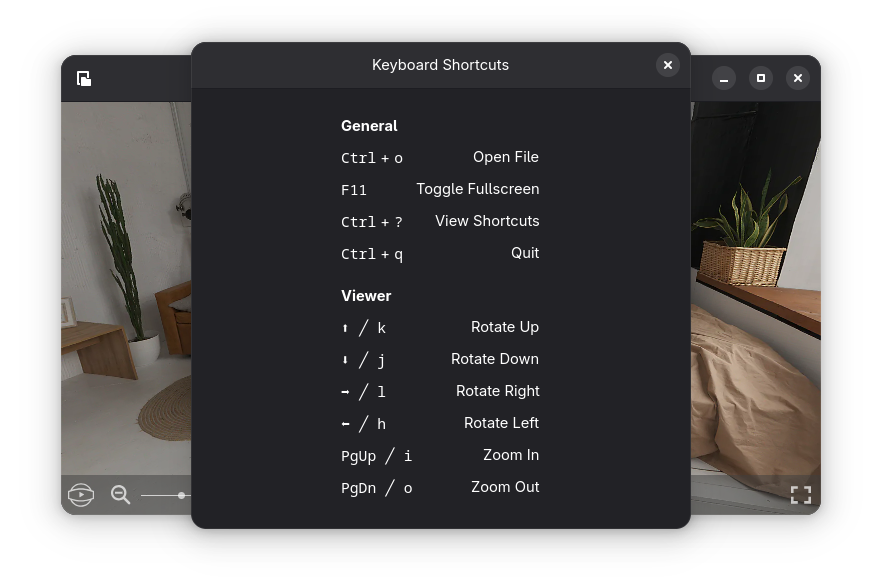 Keyboard Shortcuts
General
Ctrl + o Open File
F11 Toggle Fullscreen
Ctrl + ? View Shortcuts
Ctrl + q Quit
Viewer
⬆ / k Rotate Up
⬇ / j Rotate Down
➡ / l Rotate Right
⬅ / h Rotate Left
PgUp / i Zoom In
PgDn / o Zoom Out